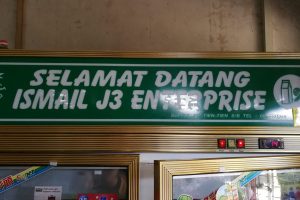 SELAMAT DATANG
ISMAIL J3 ENTERPRISE